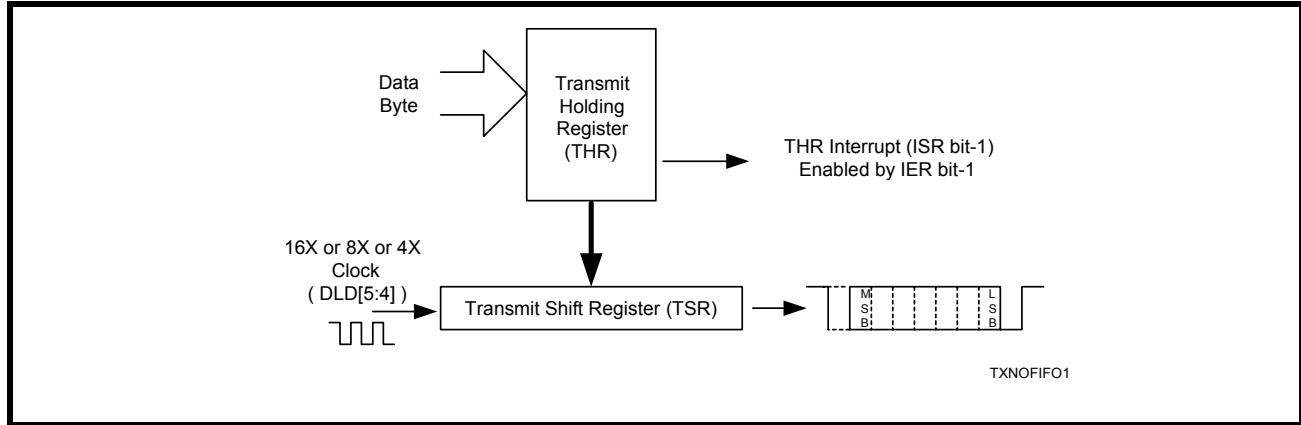 Data
Byte
Transmit
Holding
Register
(THR)
THR Interrupt (ISR bit-1)
Enabled by IER bit-1
16X or 8X or 4X
Clock
( DLD[5:4] )
Transmit Shift Register (TSR)
M
S
B
L
S
B
TXNOFIFO1